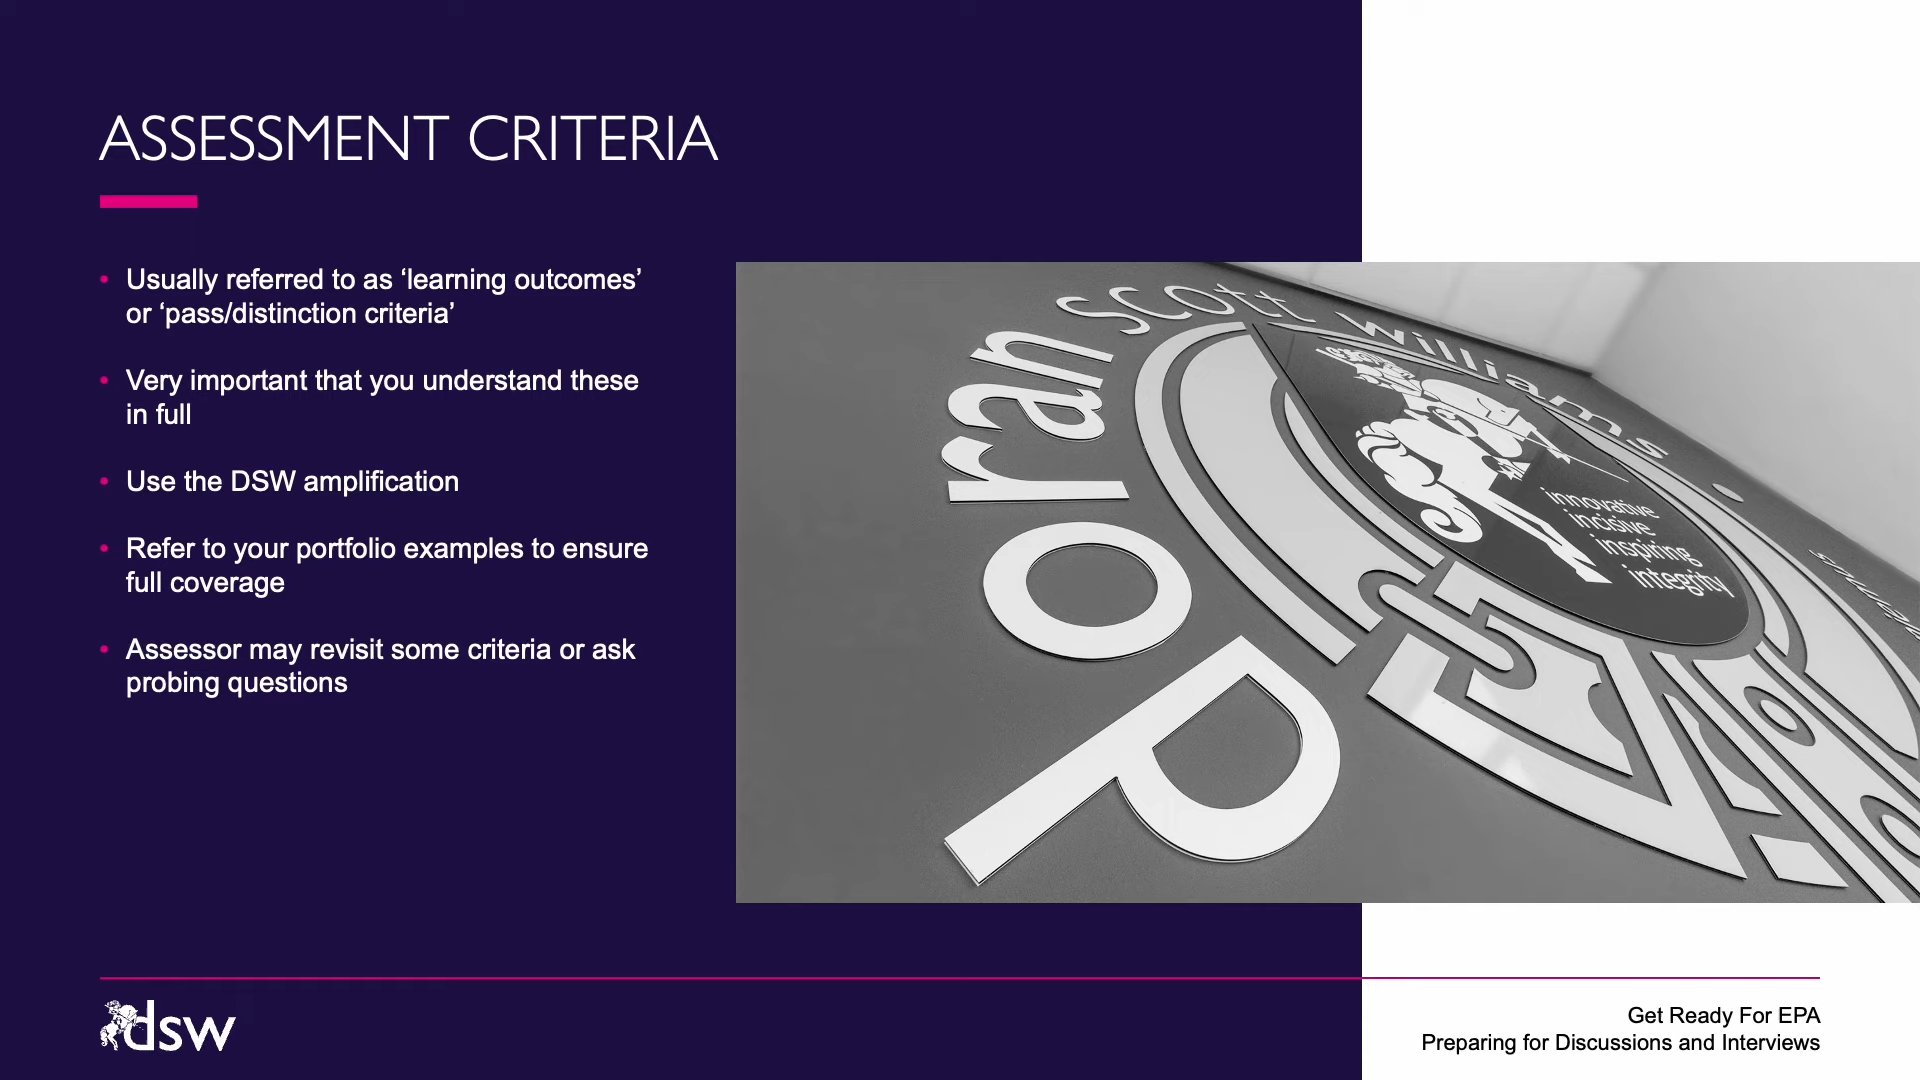 ASSESSMENT CRITERIA
• Usually referred to as ‘learning outcomes’
or ‘pass/distinction criteria’
• Very important that you understand these
in full
• Use the DSW amplification
• Refer to your portfolio examples to ensure
full coverage
• Assessor may revisit some criteria or ask
probing questions
Doran scott williams
innovative
incisive
inspiring
integrity
dsw
Get Ready For EPA
Preparing for Discussions and Interviews